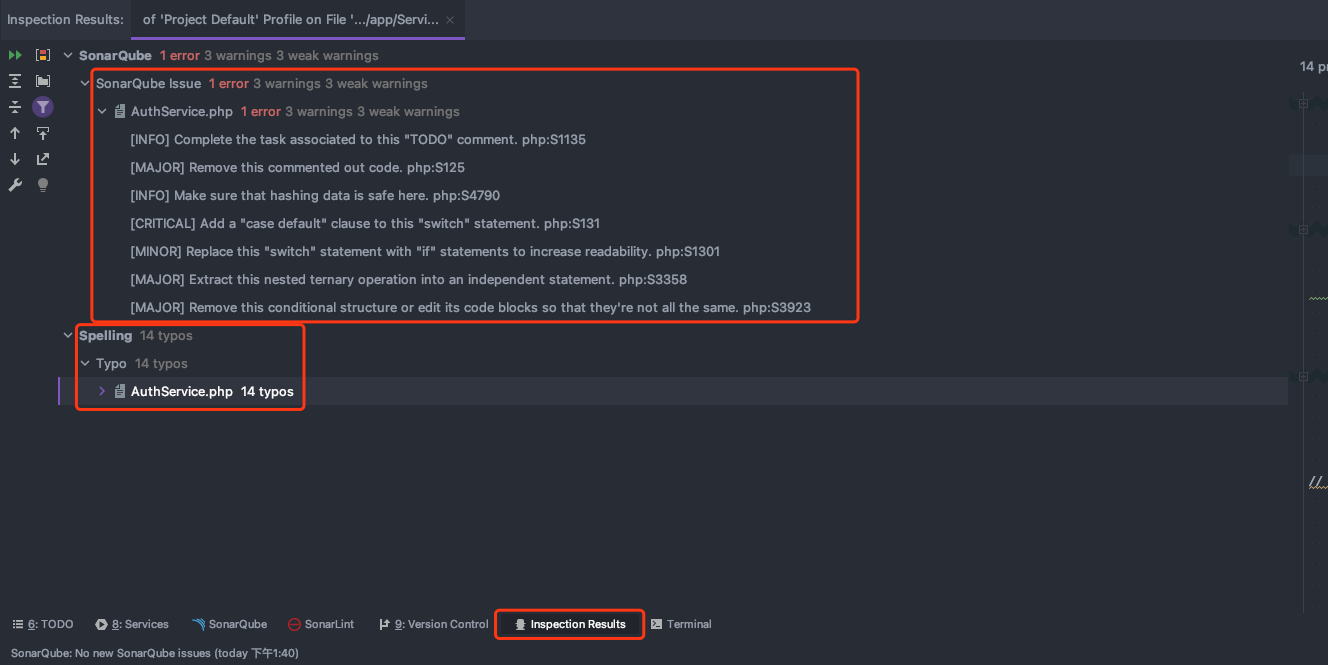 Inspection Results: of 'Project Default' Profile on File '.../app/Servi...
SonarQube 1 error 3 warnings 3 weak warnings
14 pr
SonarQube Issue 1 error 3 warnings 3 weak warnings
AuthService.php 1 error 3 warnings 3 weak warnings
[INFO] Complete the task associated to this "TODO" comment. php:S1135
[MAJOR] Remove this commented out code. php:S125
[INFO] Make sure that hashing data is safe here. php:S4790
[CRITICAL] Add a "case default" clause to this "switch" statement. php:S131
[MINOR] Replace this "switch" statement with "if" statements to increase readability. php:S1301
[MAJOR] Extract this nested ternary operation into an independent statement. php:S3358
[MAJOR] Remove this conditional structure or edit its code blocks so that they're not all the same. php:S3923
Spelling 14 typos
Typo 14 typos
AuthService.php 14 typos
//
6: TODO 8: Services SonarQube SonarLint 9: Version Control Inspection Results Terminal
SonarQube: No new SonarQube issues (today 下午1:40)